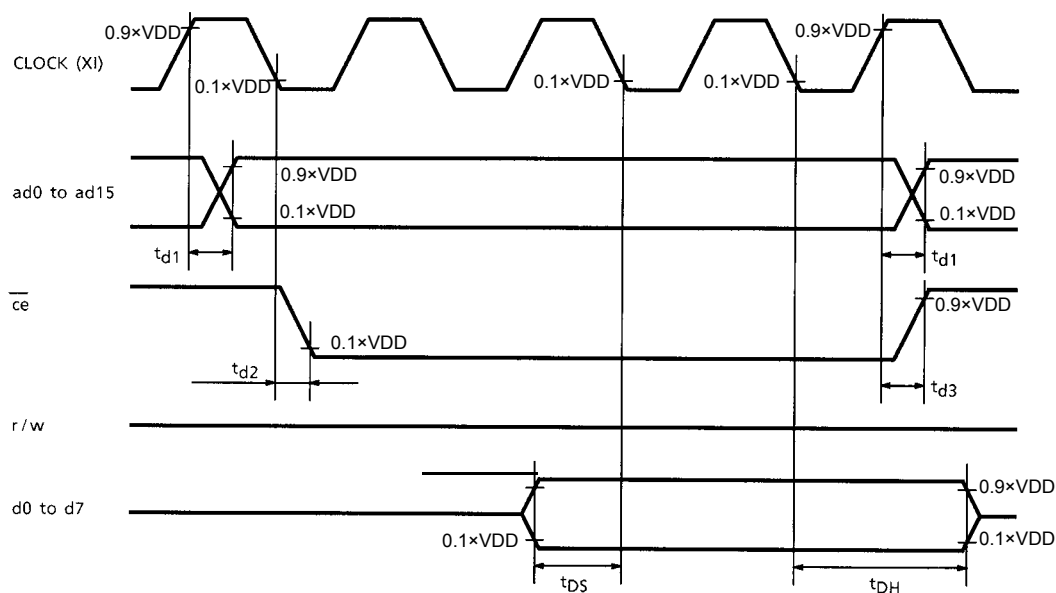 0.9×VDD
0.9×VDD
CLOCK (XI)
0.1×VDD
0.1×VDD
0.1×VDD
0.9×VDD
0.9×VDD
ad0 to ad15
0.1×VDD
0.1×VDD
td1
td1
ce
0.9×VDD
0.1×VDD
td2
td3
r/w
0.9×VDD
d0 to d7
0.1×VDD
0.1×VDD
tDS
tDH